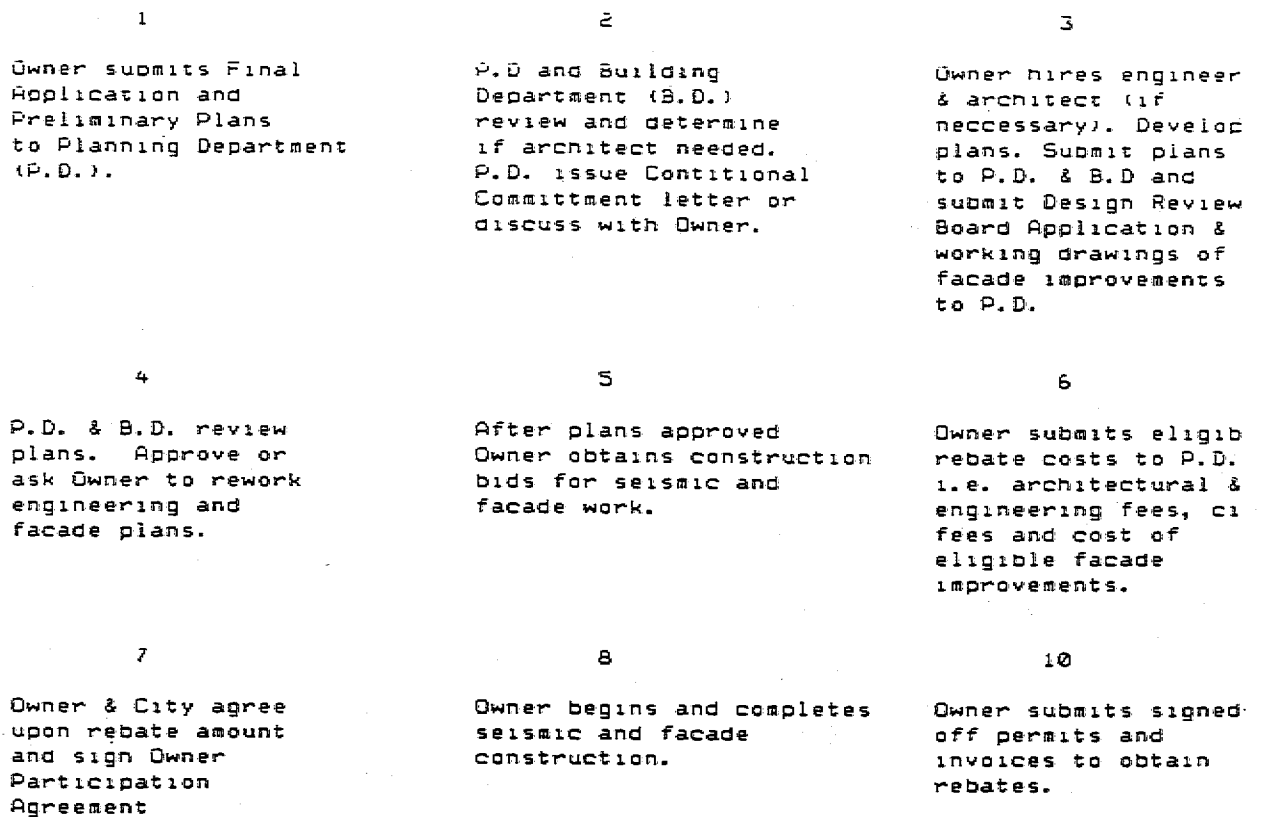 1
Owner submits Final
Application and
Preliminary Plans
to Planning Department
(P.D.).
2
P.D and Building
Department (B.D.)
review and determine
if architect needed.
P.D. issue Contitional
Committment letter or
discuss with Owner.
3
Owner hires engineer
& architect (if
neccessary). Develop
plans. Submit plans
to P.D. & B.D and
submit Design Review
Board Application &
working drawings of
facade improvements
to P.D.
4
P.D. & B.D. review
plans. Approve or
ask Owner to rework
engineering and
facade plans.
5
After plans approved
Owner obtains construction
bids for seismic and
facade work.
6
Owner submits eligib
rebate costs to P.D.
i.e. architectural &
engineering fees, ci
fees and cost of
eligible facade
improvements.
7
Owner & City agree
upon rebate amount
and sign Owner
Participation
Agreement
8
Owner begins and completes
seismic and facade
construction.
10
Owner submits signed
off permits and
invoices to obtain
rebates.